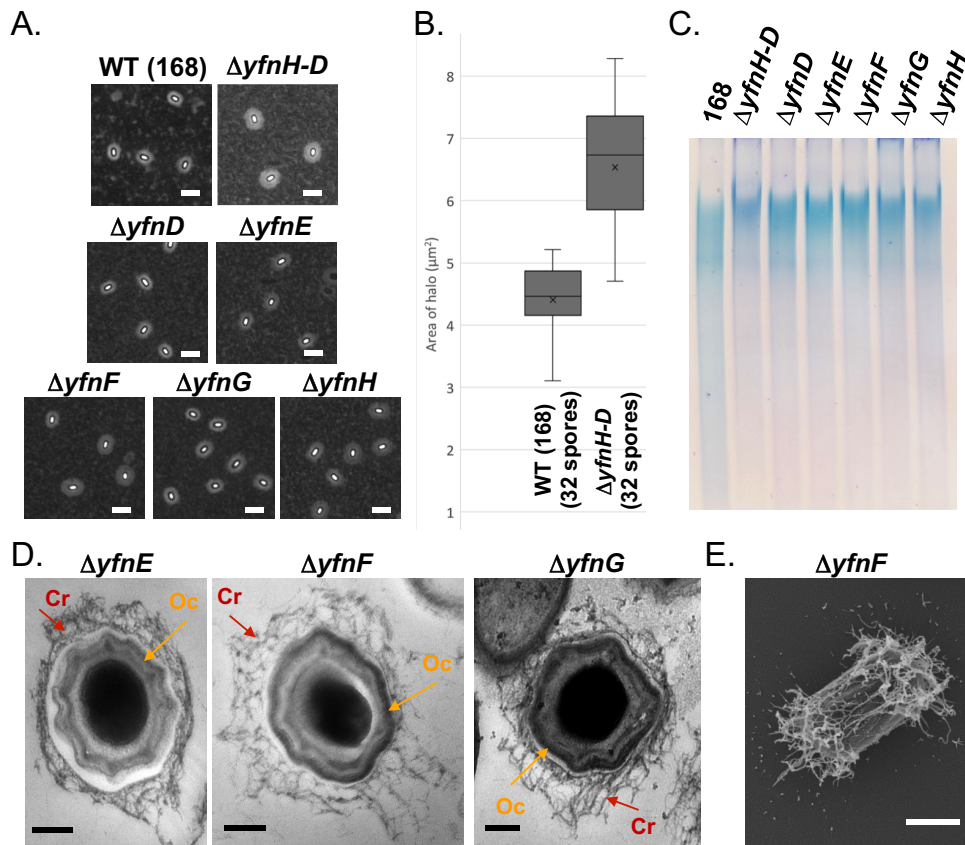 A.
WT (168)
ΔyfnH-D
ΔyfnD
ΔyfnE
ΔyfnF
ΔyfnG
ΔyfnH
B.
Area of halo (µm²)
8
7
6
5
4
3
2
1
WT (168)
(32 spores)
ΔyfnH-D
(32 spores)
C.
168
ΔyfnH-D
ΔyfnD
ΔyfnE
ΔyfnF
ΔyfnG
ΔyfnH
D.
ΔyfnE
Cr
Oc
ΔyfnF
Cr
Oc
ΔyfnG
Oc
Cr
E.
ΔyfnF